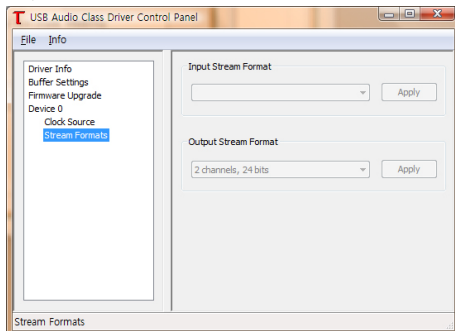 USB Audio Class Driver Control Panel
File Info
Driver Info
Buffer Settings
Firmware Upgrade
Device 0
Clock Source
Stream Formats
Input Stream Format
Apply
Output Stream Format
2 channels, 24 bits
Apply
Stream Formats